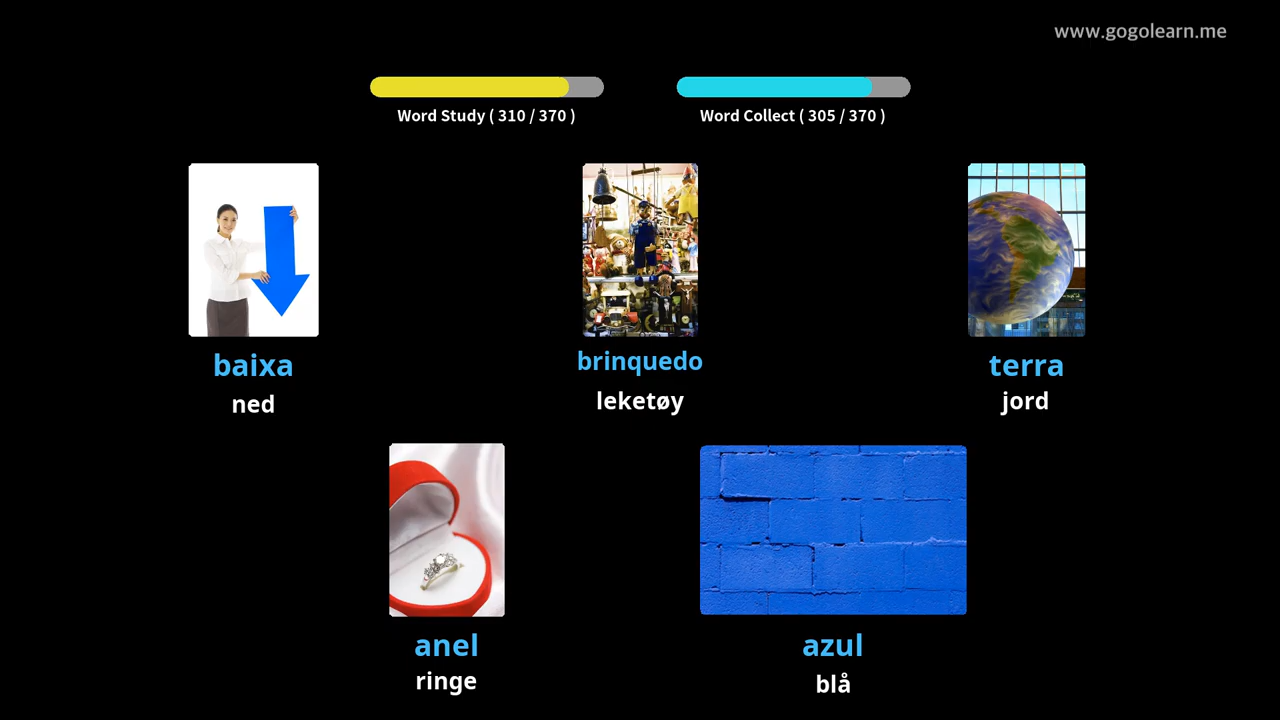 www.gogolearn.me
Word Study ( 310 / 370 )
Word Collect ( 305 / 370 )
baixa
ned
brinquedo
leketøy
terra
jord
anel
ringe
azul
blå